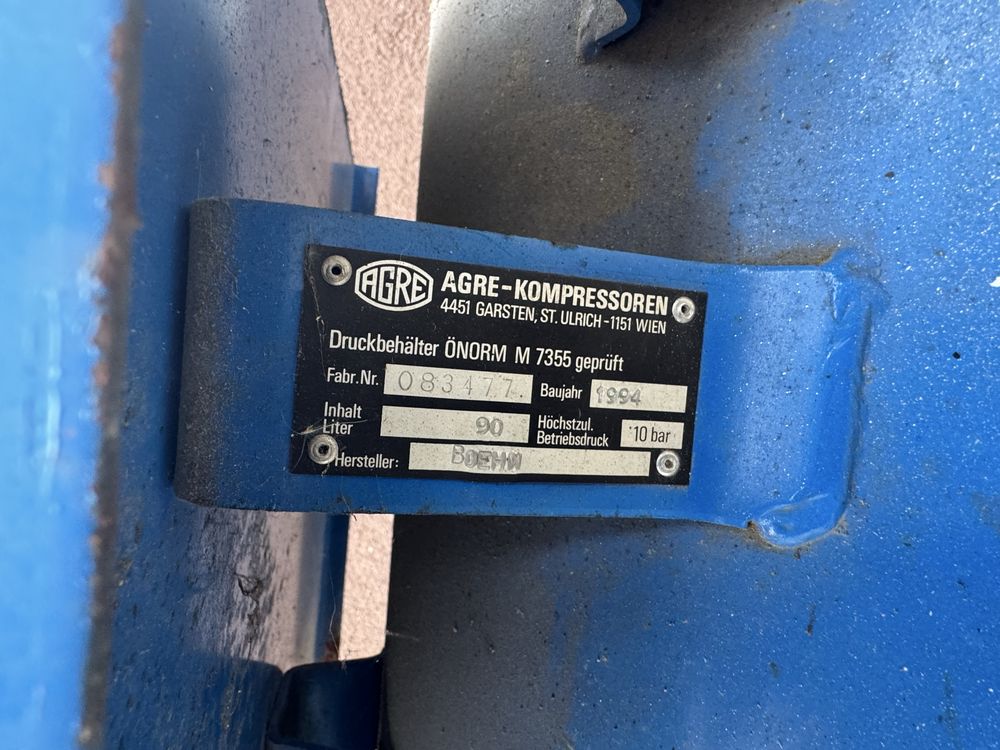 AGRE AGRE-KOMPRESSOREN
4451 GARSTEN, ST. ULRICH-1151 WIEN
Druckbehälter ÖNORM M 7355 geprüft
Fabr. Nr. 083477. Baujahr 1994
Inhalt Liter 90 Höchstzul. Betriebsdruck 10 bar
Hersteller: BOEHM